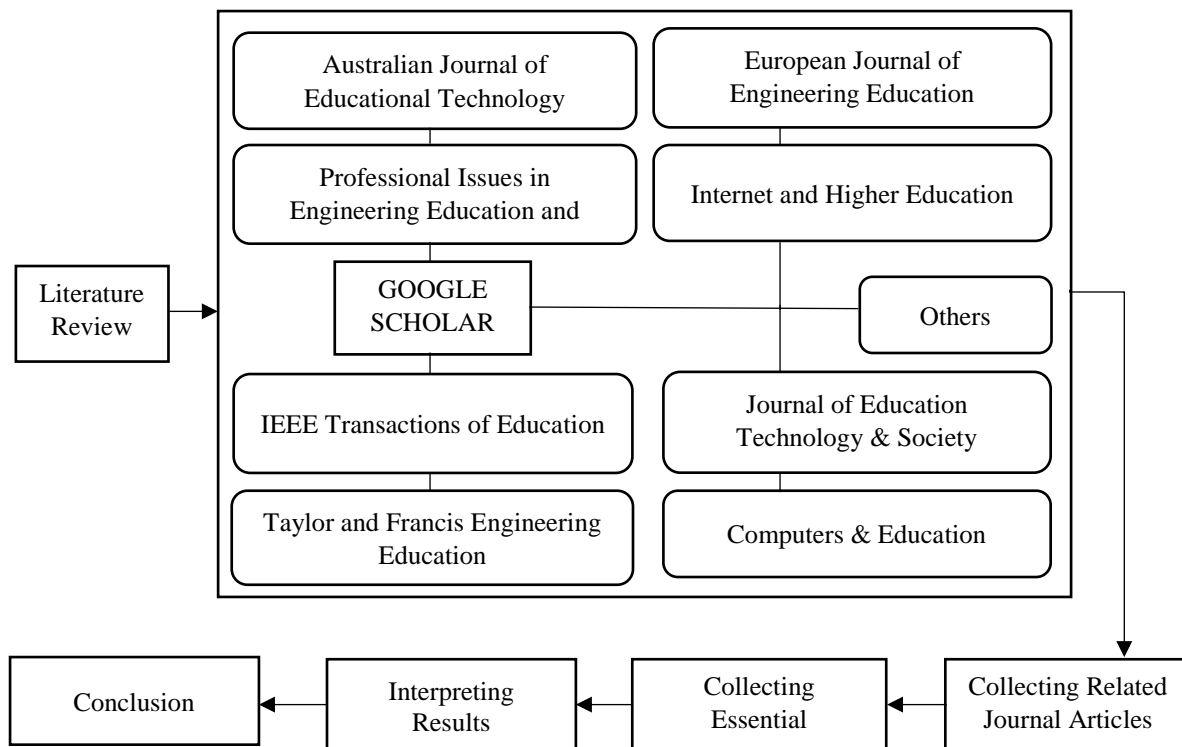 Australian Journal of
Educational Technology
European Journal of
Engineering Education
Professional Issues in
Engineering Education and
Internet and Higher Education
Literature
Review
GOOGLE
SCHOLAR
Others
IEEE Transactions of Education
Journal of Education
Technology & Society
Taylor and Francis Engineering
Education
Computers & Education
Conclusion
Interpreting
Results
Collecting
Essential
Collecting Related
Journal Articles